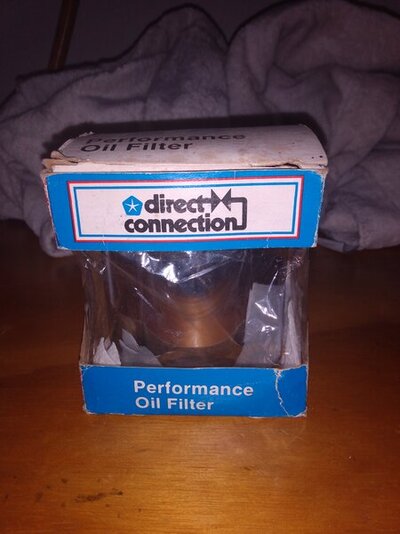 Performance
Oil Filter
direct
connection
Performance
Oil Filter